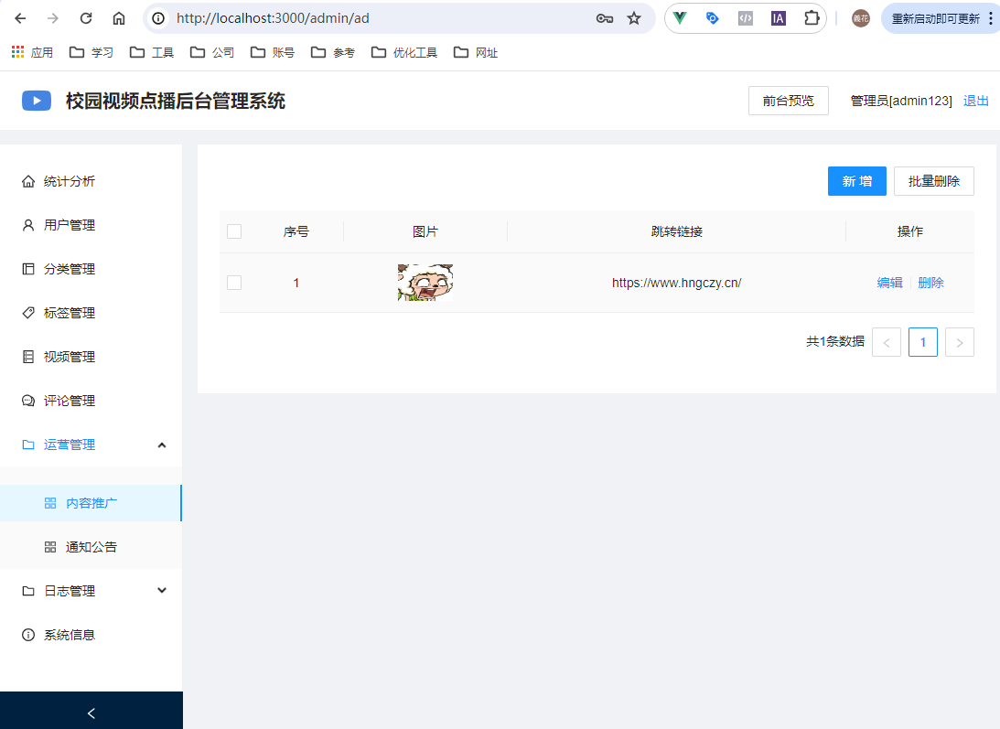 http://localhost:3000/admin/ad
IA
義花
重新启动即可更新
应用 学习 工具 公司 账号 参考 优化工具 网址
校园视频点播后台管理系统
前台预览 管理员[admin123] 退出
统计分析
用户管理
分类管理
标签管理
视频管理
评论管理
运营管理
内容推广
通知公告
日志管理
系统信息
新 增 批量删除
序号 图片 跳转链接 操作
1 https://www.hngczy.cn/ 编辑 删除
共1条数据 < 1 >